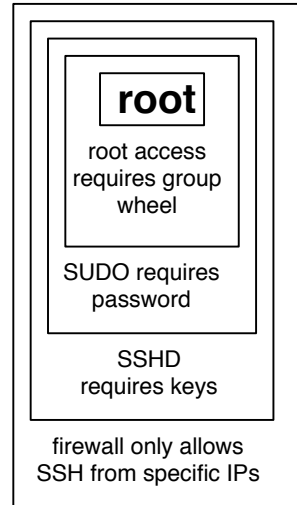 root
root access
requires group
wheel
SUDO requires
password
SSHD
requires keys
firewall only allows
SSH from specific IPs